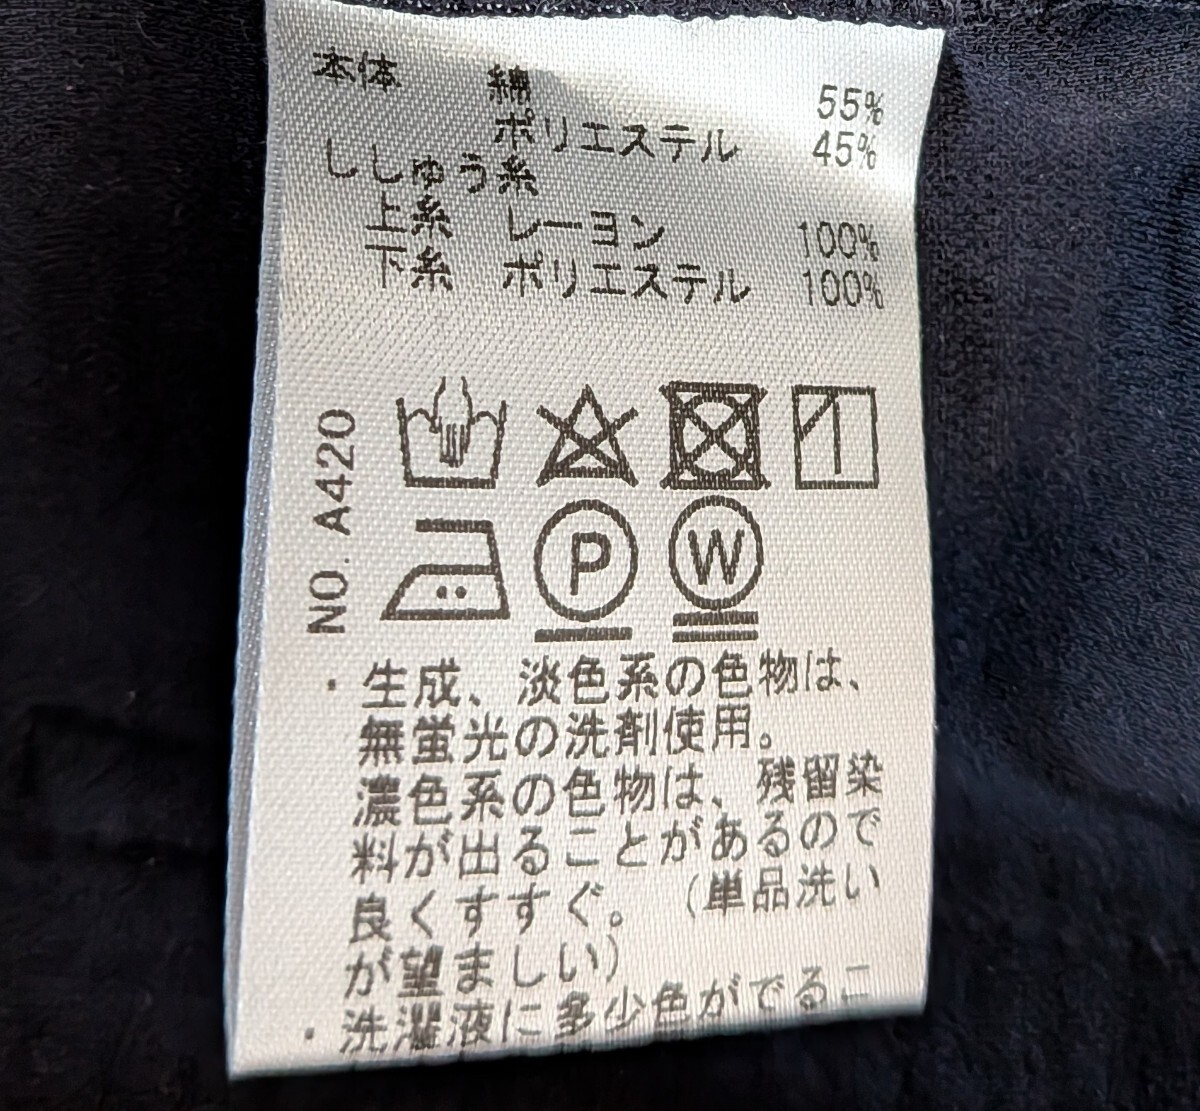 本体 綿 55%
ポリエステル 45%
ししゅう糸
上糸 レーヨン 100%
下糸 ポリエステル 100%
NO. A420
P W
・生成、淡色系の色物は、
無蛍光の洗剤使用。
濃色系の色物は、残留染
料が出ることがあるので
良くすすぐ。（単品洗い
が望ましい）
・洗濯液に多少色がでるこ